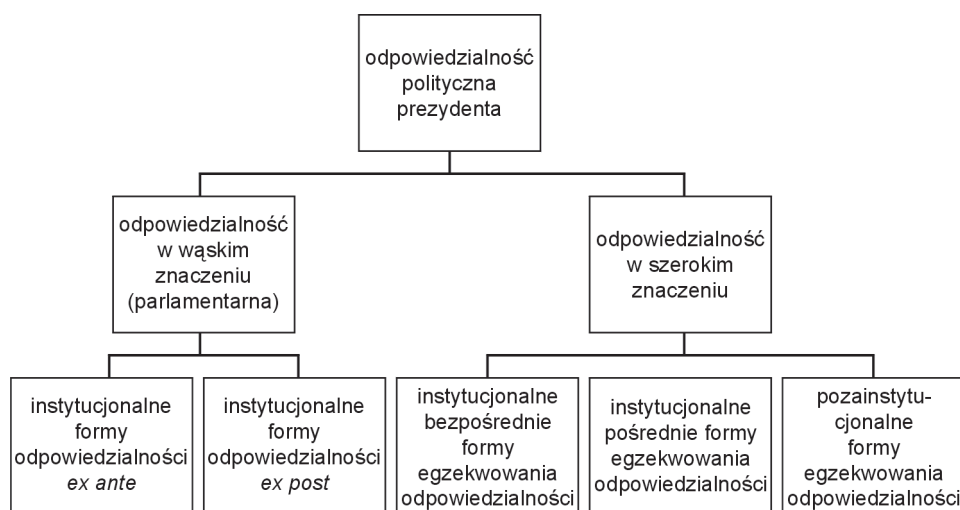 odpowiedzialność
polityczna
prezydenta
odpowiedzialność
w wąskim
znaczeniu
(parlamentarna)
odpowiedzialność
w szerokim
znaczeniu
instytucjonalne
formy
odpowiedzialności
ex ante
instytucjonalne
formy
odpowiedzialności
ex post
instytucjonalne
bezpośrednie
formy
egzekwowania
odpowiedzialności
instytucjonalne
pośrednie formy
egzekwowania
odpowiedzialności
pozainstytu-
cjonalne
formy
egzekwowania
odpowiedzialności